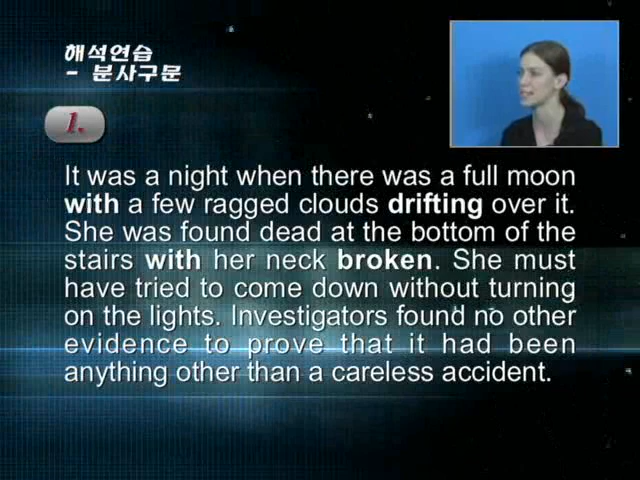 해석연습
- 분사구문
1.
It was a night when there was a full moon
with a few ragged clouds drifting over it.
She was found dead at the bottom of the
stairs with her neck broken. She must
have tried to come down without turning
on the lights. Investigators found no other
evidence to prove that it had been
anything other than a careless accident.